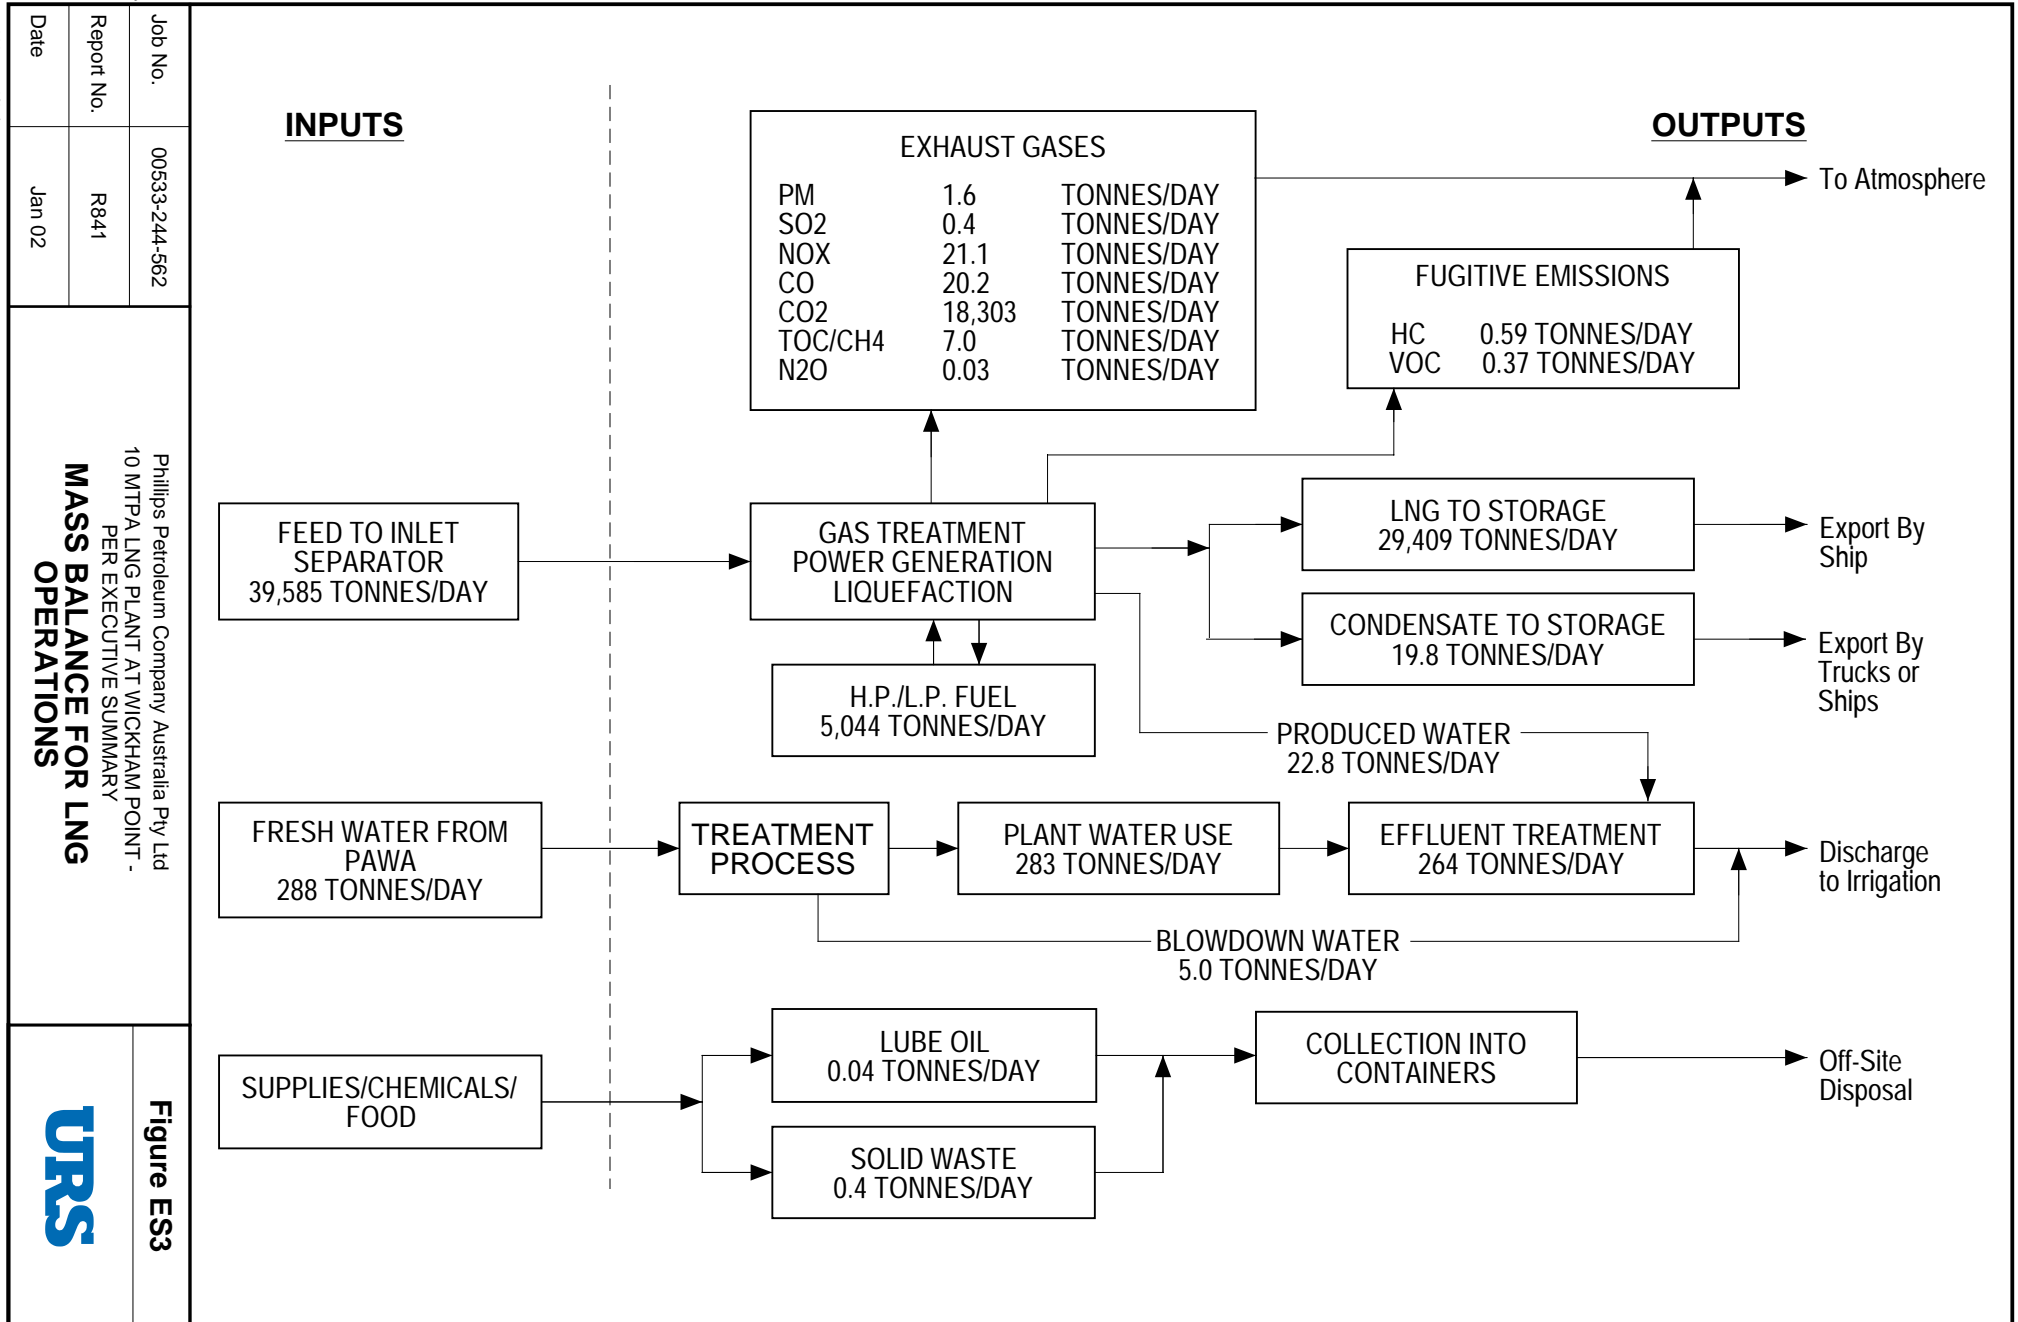 INPUTS
OUTPUTS
EXHAUST GASES
PM 1.6 TONNES/DAY
SO2 0.4 TONNES/DAY
NOX 21.1 TONNES/DAY
CO 20.2 TONNES/DAY
CO2 18,303 TONNES/DAY
TOC/CH4 7.0 TONNES/DAY
N2O 0.03 TONNES/DAY
To Atmosphere
FUGITIVE EMISSIONS
HC 0.59 TONNES/DAY
VOC 0.37 TONNES/DAY
FEED TO INLET
SEPARATOR
39,585 TONNES/DAY
GAS TREATMENT
POWER GENERATION
LIQUEFACTION
LNG TO STORAGE
29,409 TONNES/DAY
Export By
Ship
CONDENSATE TO STORAGE
19.8 TONNES/DAY
Export By
Trucks or
Ships
H.P./L.P. FUEL
5,044 TONNES/DAY
PRODUCED WATER
22.8 TONNES/DAY
FRESH WATER FROM
PAWA
288 TONNES/DAY
TREATMENT
PROCESS
PLANT WATER USE
283 TONNES/DAY
EFFLUENT TREATMENT
264 TONNES/DAY
Discharge
to Irrigation
BLOWDOWN WATER
5.0 TONNES/DAY
SUPPLIES/CHEMICALS/
FOOD
LUBE OIL
0.04 TONNES/DAY
SOLID WASTE
0.4 TONNES/DAY
COLLECTION INTO
CONTAINERS
Off-Site
Disposal
Job No. 00533-244-562
Report No. R841
Date Jan 02
Phillips Petroleum Company Australia Pty Ltd
10 MTPA LNG PLANT AT WICKHAM POINT -
PER EXECUTIVE SUMMARY
MASS BALANCE FOR LNG
OPERATIONS
Figure ES3
URS